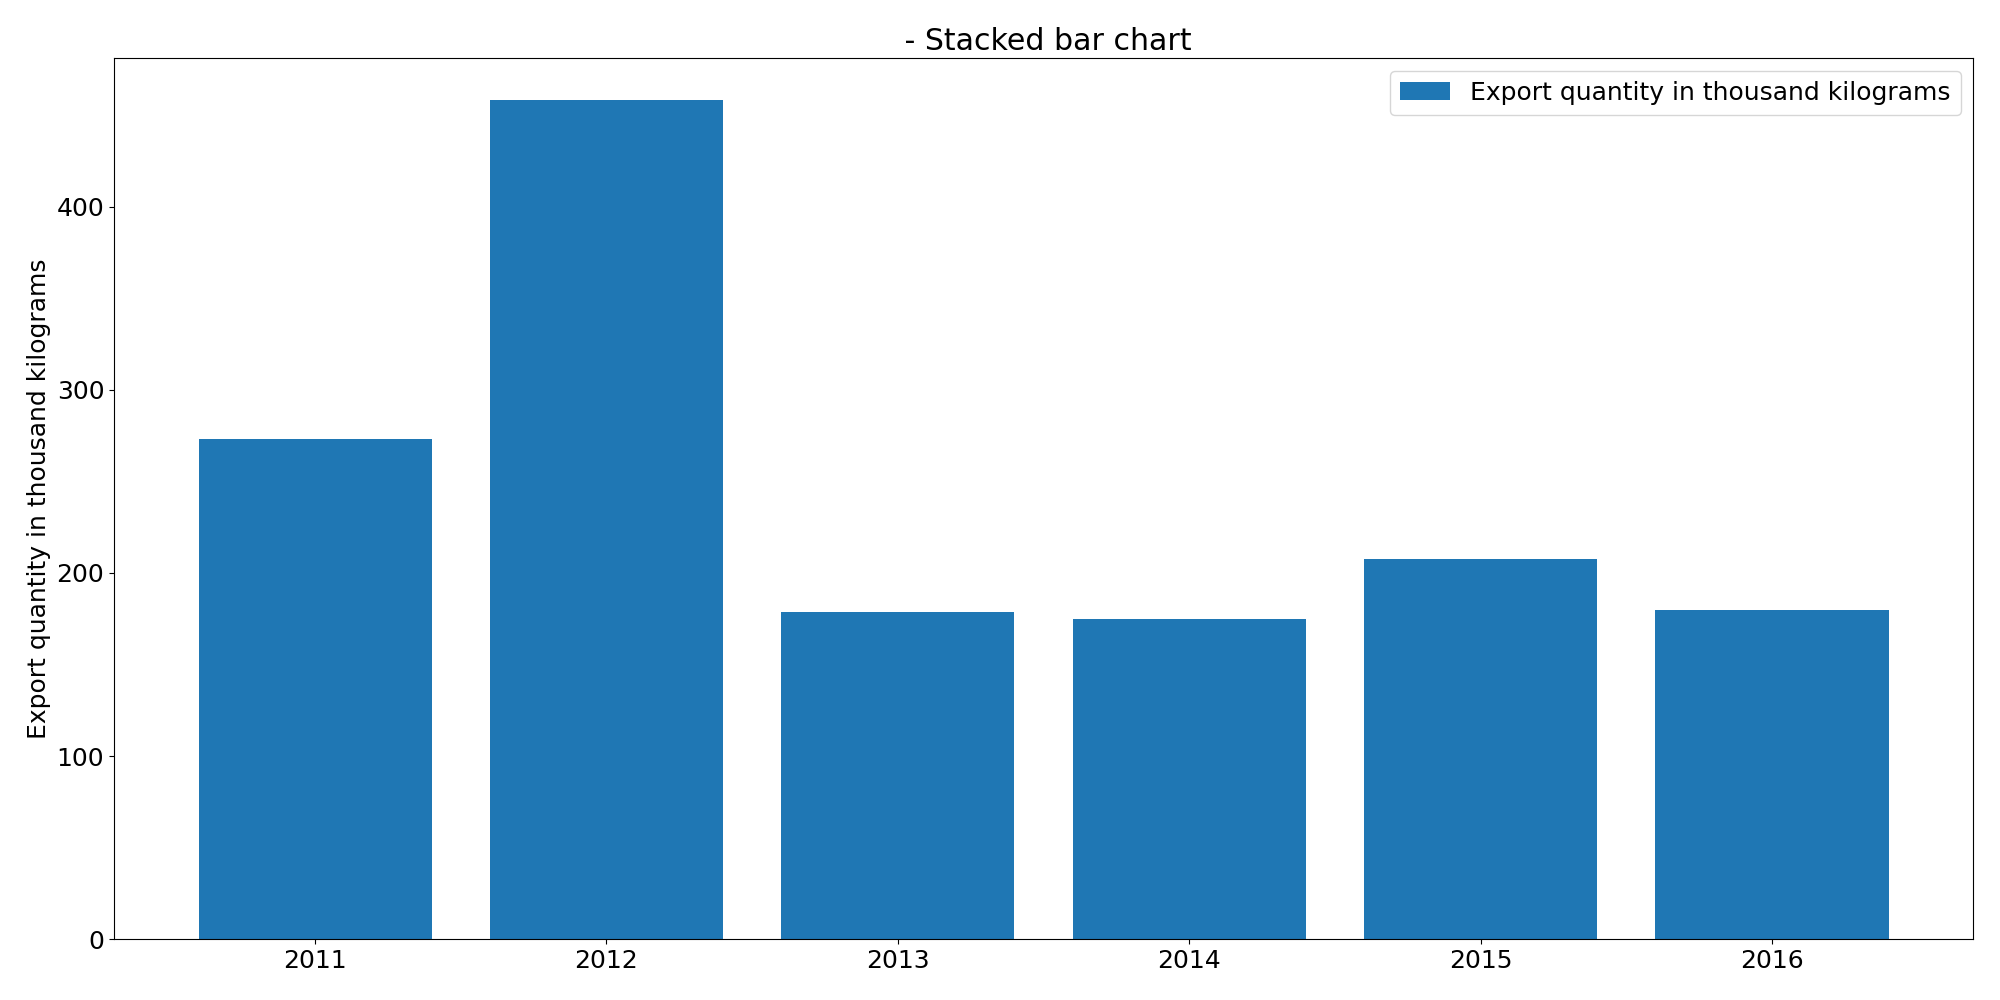 - Stacked bar chart
Export quantity in thousand kilograms
Export quantity in thousand kilograms
400
300
200
100
0
2011 2012 2013 2014 2015 2016